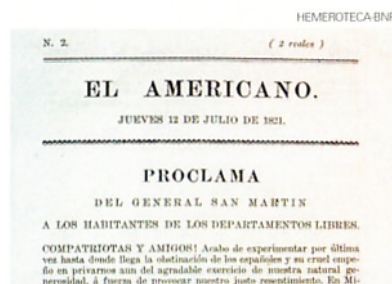 HEMEROTECA-BNP
N. 2.
( 2 reales )
EL AMERICANO.
JUEVES 12 DE JULIO DE 1821.
PROCLAMA
DEL GENERAL SAN MARTIN
A LOS HABITANTES DE LOS DEPARTAMENTOS LIBRES.
COMPATRIOTAS Y AMIGOS! Acabo de experimentar por última
vez hasta donde llega la obstinación de los españoles y su cruel empe-
ño en privarnos aun del agradable exercicio de nuestra natural ge-
nerosidad, á fuerza de provocar nuestro justo resentimiento. En Mi-